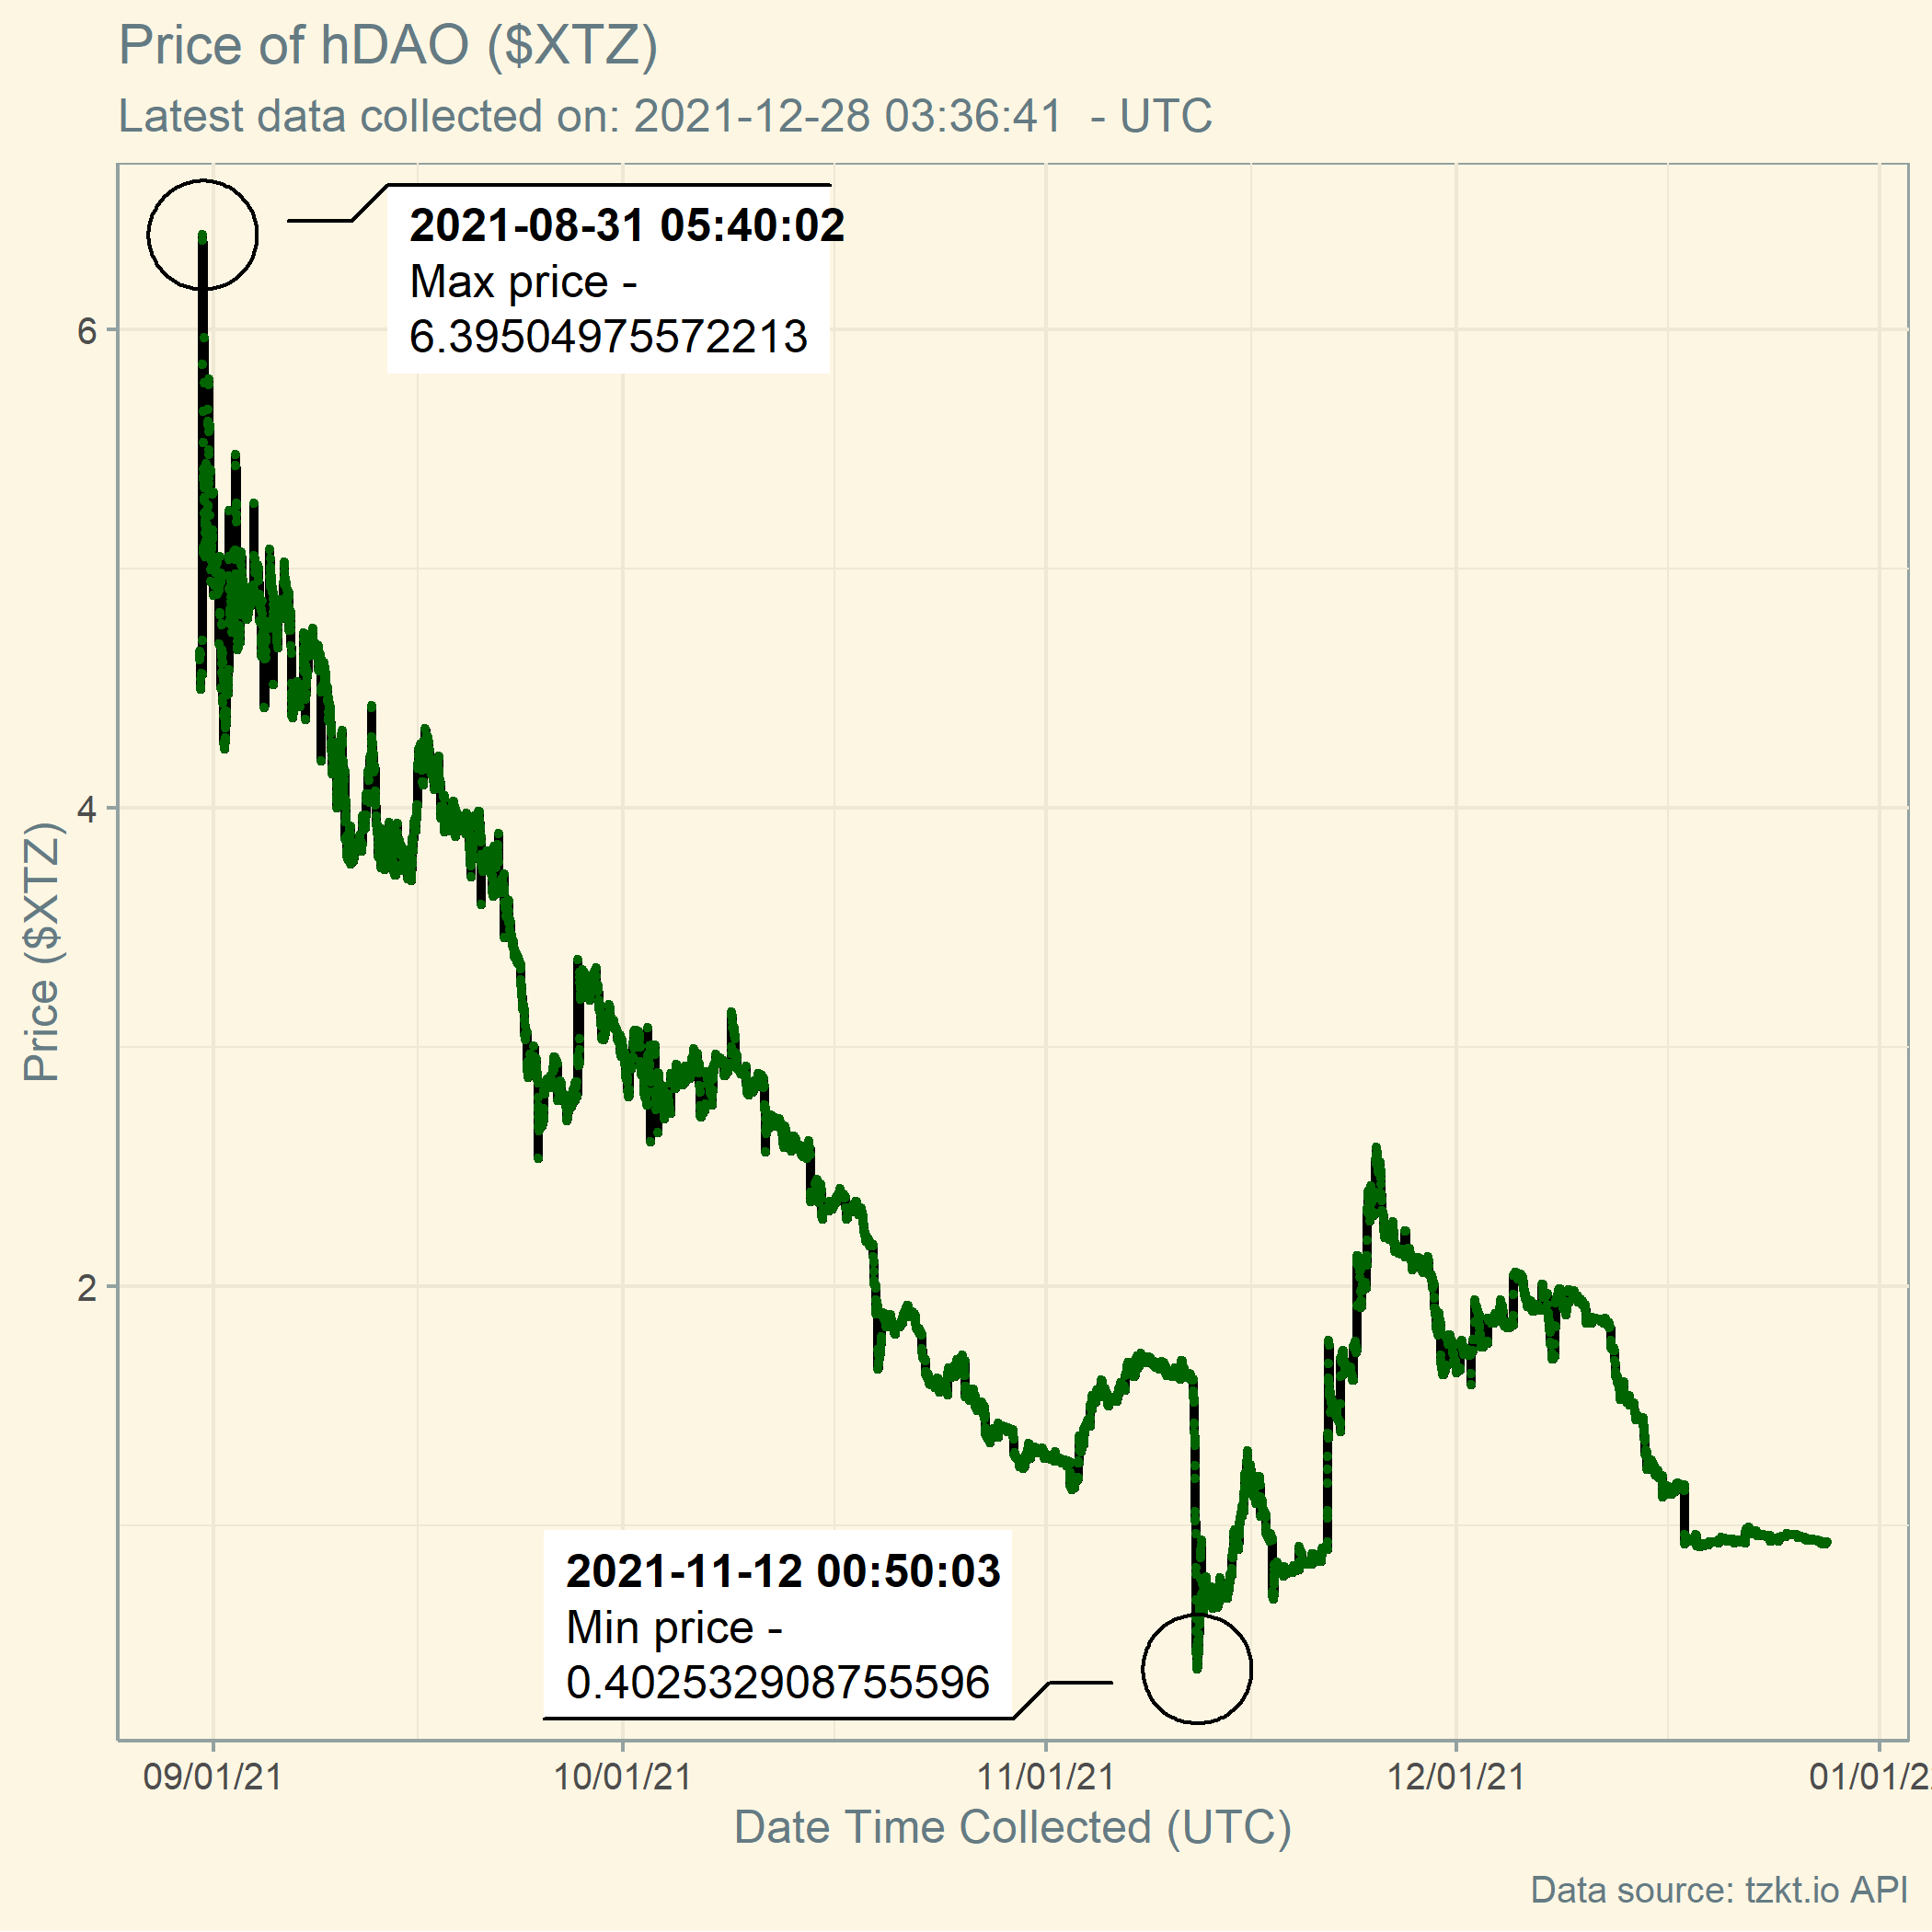 Price of hDAO ($XTZ)
Latest data collected on: 2021-12-28 03:36:41  - UTC
2021-08-31 05:40:02
Max price -
6.39504975572213
6
4
2
Price ($XTZ)
2021-11-12 00:50:03
Min price -
0.402532908755596
09/01/21
10/01/21
11/01/21
12/01/21
01/01/2
Date Time Collected (UTC)
Data source: tzkt.io API